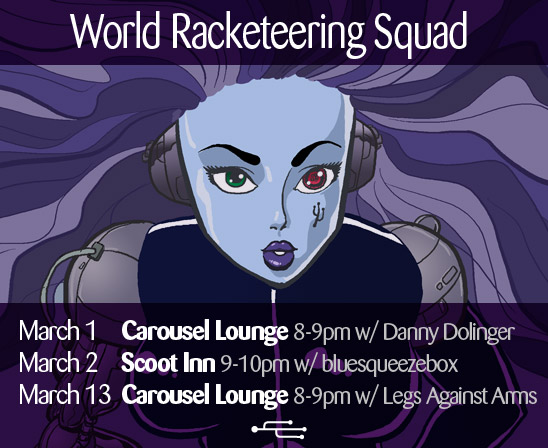 World Racketeering Squad
March 1 Carousel Lounge 8-9pm w/ Danny Dolinger
March 2 Scoot Inn 9-10pm w/ bluesqueezebox
March 13 Carousel Lounge 8-9pm w/ Legs Against Arms